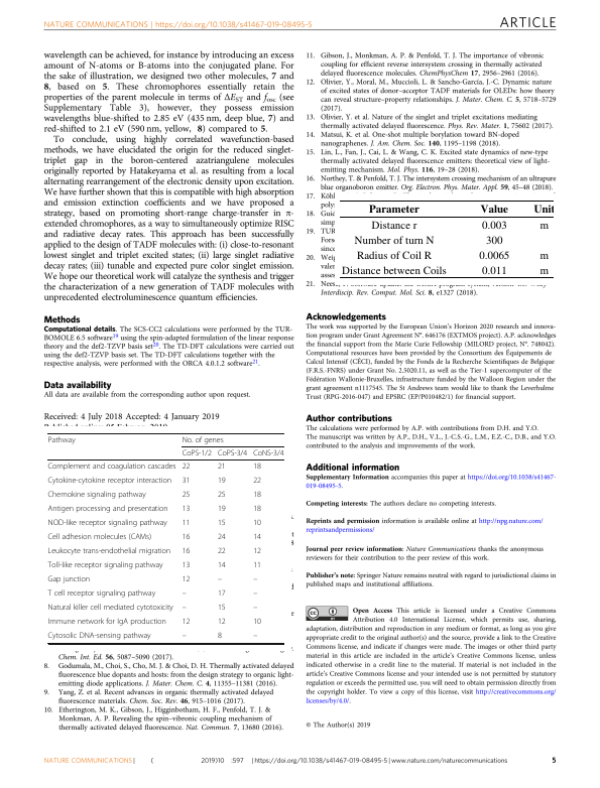 NATURE COMMUNICATIONS | https://doi.org/10.1038/s41467-019-08495-5
ARTICLE
wavelength can be achieved, for instance by introducing an excess
amount of N-atoms or B-atoms into the conjugated plane. For
the sake of illustration, we designed two other molecules, 7 and
8, based on 5. These chromophores essentially retain the
properties of the parent molecule in terms of ΔEST and fosc (see
Supplementary Table 3), however, they possess emission
wavelengths blue-shifted to 2.85 eV (435 nm, deep blue, 7) and
red-shifted to 2.1 eV (590 nm, yellow, 8) compared to 5.
To conclude, using highly correlated wavefunction-based
methods, we have elucidated the origin for the reduced singlet-
triplet gap in the boron-centered azatriangulene molecules
originally reported by Hatakeyama et al. as resulting from a local
alternating rearrangement of the electronic density upon excitation.
We have further shown that this is compatible with high absorption
and emission extinction coefficients and we have proposed a
strategy, based on promoting short-range charge-transfer in π-
extended chromophores, as a way to simultaneously optimize RISC
and radiative decay rates. This approach has been successfully
applied to the design of TADF molecules with: (i) close-to-resonant
lowest singlet and triplet excited states; (ii) large singlet radiative
decay rates; (iii) tunable and expected pure color singlet emission.
We hope our theoretical work will catalyze the synthesis and trigger
the characterization of a new generation of TADF molecules with
unprecedented electroluminescence quantum efficiencies.
Methods
Computational details. The SCS-CC2 calculations were performed by the TUR-
BOMOLE 6.5 software19 using the spin-adapted formulation of the linear response
theory and the def2-TZVP basis set20. The TD-DFT calculations were carried out
using the def2-TZVP basis set. The TD-DFT calculations together with the
respective analysis, were performed with the ORCA 4.0.1.2 software21.
Data availability
All data are available from the corresponding author upon request.
Received: 4 July 2018 Accepted: 4 January 2019
Pathway No. of genes
CoPS-1/2 CoPS-3/4 CoNS-3/4
Complement and coagulation cascades 22 21 18
Cytokine-cytokine receptor interaction 31 19 22
Chemokine signaling pathway 25 25 18
Antigen processing and presentation 13 19 18
NOD-like receptor signaling pathway 11 15 10
Cell adhesion molecules (CAMs) 16 24 14
Leukocyte trans-endothelial migration 16 22 12
Toll-like receptor signaling pathway 13 14 11
Gap junction 12 – –
T cell receptor signaling pathway – 17 –
Natural killer cell mediated cytotoxicity – 15 –
Immune network for IgA production 12 12 10
Cytosolic DNA-sensing pathway – 8 –
Chem. Int. Ed. 56, 5087–5090 (2017).
8. Godumala, M., Choi, S., Cho, M. J. & Choi, D. H. Thermally activated delayed
fluorescence blue dopants and hosts: from the design strategy to organic light-
emitting diode applications. J. Mater. Chem. C. 4, 11355–11381 (2016).
9. Yang, Z. et al. Recent advances in organic thermally activated delayed
fluorescence materials. Chem. Soc. Rev. 46, 915–1016 (2017).
10. Etherington, M. K., Gibson, J., Higginbotham, H. F., Penfold, T. J. &
Monkman, A. P. Revealing the spin–vibronic coupling mechanism of
thermally activated delayed fluorescence. Nat. Commun. 7, 13680 (2016).
11. Gibson, J., Monkman, A. P. & Penfold, T. J. The importance of vibronic
coupling for efficient reverse intersystem crossing in thermally activated
delayed fluorescence molecules. ChemPhysChem 17, 2956–2961 (2016).
12. Olivier, Y., Moral, M., Muccioli, L. & Sancho-García, J.-C. Dynamic nature
of excited states of donor–acceptor TADF materials for OLEDs: how theory
can reveal structure–property relationships. J. Mater. Chem. C. 5, 5718–5729
(2017).
13. Olivier, Y. et al. Nature of the singlet and triplet excitations mediating
thermally activated delayed fluorescence. Phys. Rev. Mater. 1, 75602 (2017).
14. Matsui, K. et al. One-shot multiple borylation toward BN-doped
nanographenes. J. Am. Chem. Soc. 140, 1195–1198 (2018).
15. Lin, L., Fan, J., Cai, L. & Wang, C. K. Excited state dynamics of new-type
thermally activated delayed fluorescence emitters: theoretical view of light-
emitting mechanism. Mol. Phys. 116, 19–28 (2018).
16. Northey, T. & Penfold, T. J. The intersystem crossing mechanism of an ultrapure
blue organoboron emitter. Org. Electron. Phys. Mater. Appl. 59, 45–48 (2018).
17. Köhl
poly
18. Guid
simp
19. TUR
Fors
since
20. Weig
valen
asses
Parameter Value Unit
Distance r 0.003 m
Number of turn N 300
Radius of Coil R 0.0065 m
Distance between Coils 0.011 m
21. Nees
Interdiscip. Rev. Comput. Mol. Sci. 8, e1327 (2018).
Acknowledgements
The work was supported by the European Union's Horizon 2020 research and innova-
tion program under Grant Agreement N°. 646176 (EXTMOS project). A.P. acknowledges
the financial support from the Marie Curie Fellowship (MILORD project, N°. 748042).
Computational resources have been provided by the Consortium des Équipements de
Calcul Intensif (CÉCI), funded by the Fonds de la Recherche Scientifiques de Belgique
(F.R.S.-FNRS) under Grant No. 2.5020.11, as well as the Tier-1 supercomputer of the
Fédération Wallonie-Bruxelles, infrastructure funded by the Walloon Region under the
grant agreement n1117545. The St Andrews team would like to thank the Leverhulme
Trust (RPG-2016-047) and EPSRC (EP/P010482/1) for financial support.
Author contributions
The calculations were performed by A.P. with contributions from D.H. and Y.O.
The manuscript was written by A.P., D.H., V.L., J.-C.S.-G., L.M., E.Z.-C., D.B., and Y.O.
contributed to the analysis and improvements of the work.
Additional information
Supplementary Information accompanies this paper at https://doi.org/10.1038/s41467-
019-08495-5.
Competing interests: The authors declare no competing interests.
Reprints and permission information is available online at http://npg.nature.com/
reprintsandpermissions/
Journal peer review information: Nature Communications thanks the anonymous
reviewers for their contribution to the peer review of this work.
Publisher's note: Springer Nature remains neutral with regard to jurisdictional claims in
published maps and institutional affiliations.
Open Access This article is licensed under a Creative Commons
Attribution 4.0 International License, which permits use, sharing,
adaptation, distribution and reproduction in any medium or format, as long as you give
appropriate credit to the original author(s) and the source, provide a link to the Creative
Commons license, and indicate if changes were made. The images or other third party
material in this article are included in the article's Creative Commons license, unless
indicated otherwise in a credit line to the material. If material is not included in the
article's Creative Commons license and your intended use is not permitted by statutory
regulation or exceeds the permitted use, you will need to obtain permission directly from
the copyright holder. To view a copy of this license, visit http://creativecommons.org/
licenses/by/4.0/.
© The Author(s) 2019
NATURE COMMUNICATIONS | ( 2019)10 :597 | https://doi.org/10.1038/s41467-019-08495-5 | www.nature.com/naturecommunications 5